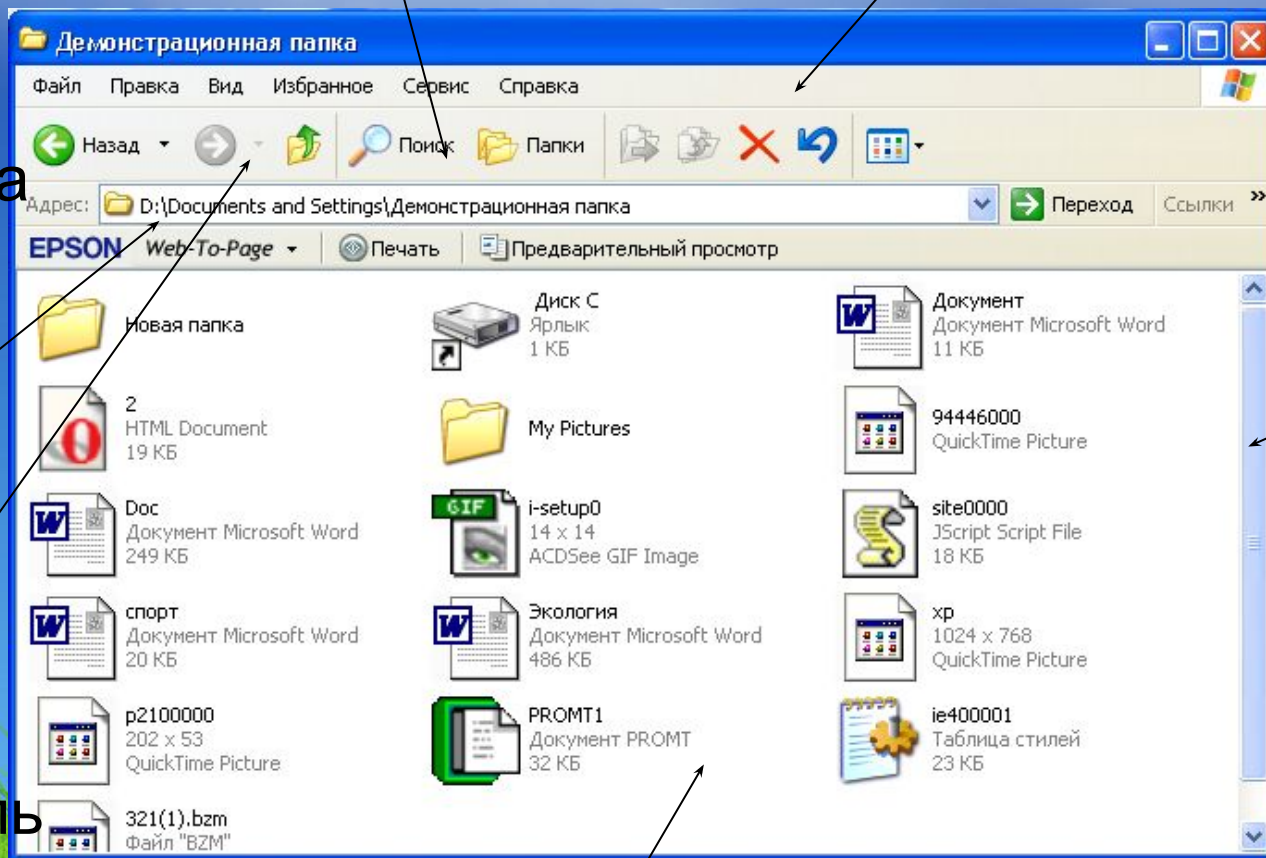 Демонстрационная папка
Файл Правка Вид Избранное Сервис Справка
Назад Поиск Папки
а
Адрес: D:\Documents and Settings\Демонстрационная папка Переход Ссылки »
EPSON Web-To-Page Печать Предварительный просмотр
Новая папка
Диск C
Ярлык
1 КБ
Документ
Документ Microsoft Word
11 КБ
2
HTML Document
19 КБ
My Pictures
94446000
QuickTime Picture
Doc
Документ Microsoft Word
249 КБ
GIF
i-setup0
14 x 14
ACDSee GIF Image
site0000
JScript Script File
18 КБ
спорт
Документ Microsoft Word
20 КБ
Экология
Документ Microsoft Word
486 КБ
xp
1024 x 768
QuickTime Picture
p2100000
202 x 53
QuickTime Picture
PROMT1
Документ PROMT
32 КБ
ie400001
Таблица стилей
23 КБ
ль
321(1).bzm
Файл "BZM"